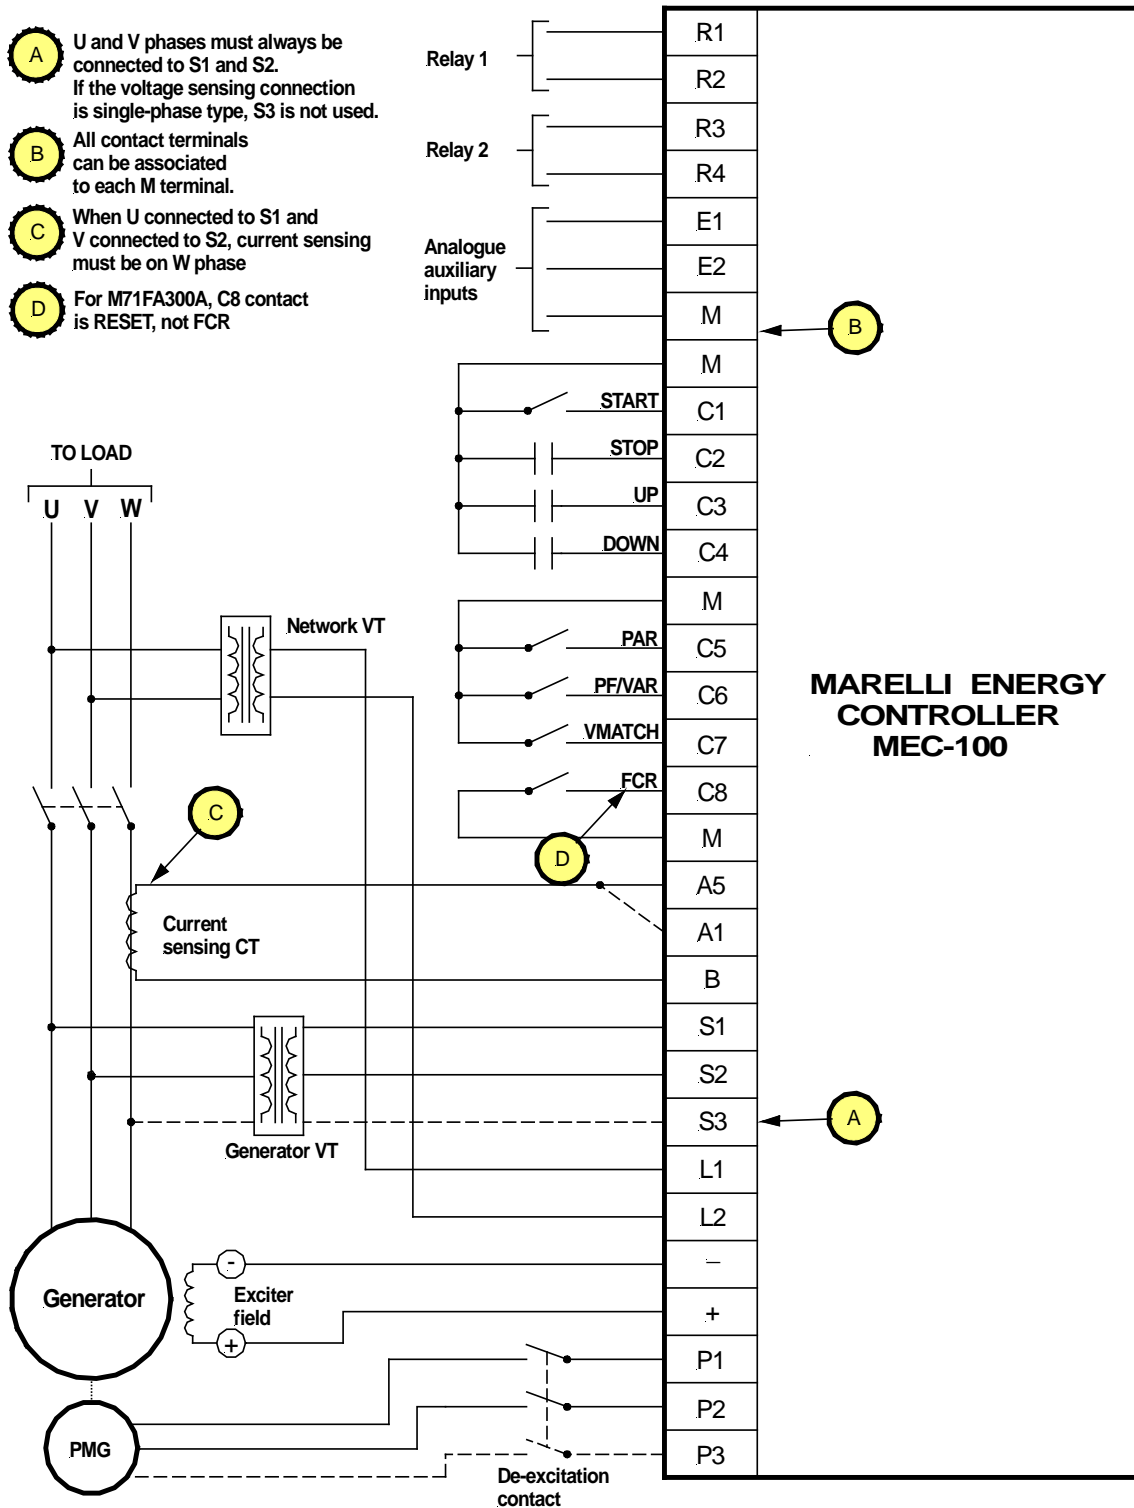 A
U and V phases must always be
connected to S1 and S2.
If the voltage sensing connection
is single-phase type, S3 is not used.
B
All contact terminals
can be associated
to each M terminal.
C
When U connected to S1 and
V connected to S2, current sensing
must be on W phase
D
For M71FA300A, C8 contact
is RESET, not FCR
Relay 1
Relay 2
Analogue
auxiliary
inputs
R1
R2
R3
R4
E1
E2
M
B
M
START
C1
STOP
C2
UP
C3
DOWN
C4
M
PAR
C5
PF/VAR
C6
VMATCH
C7
FCR
C8
D
M
A5
A1
B
S1
S2
S3
A
L1
L2
–
+
P1
P2
P3
MARELLI ENERGY
CONTROLLER
MEC-100
TO LOAD
U V W
Network VT
C
Current
sensing CT
Generator VT
Generator
-
Exciter
field
+
PMG
De-excitation
contact